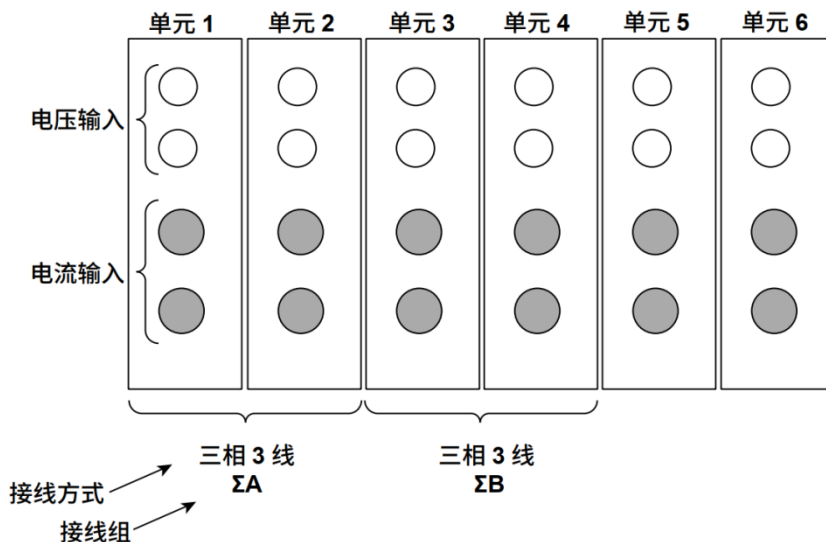 单元 1 单元 2 单元 3 单元 4 单元 5 单元 6
电压输入
电流输入
三相 3 线 三相 3 线
ΣA ΣB
接线方式
接线组